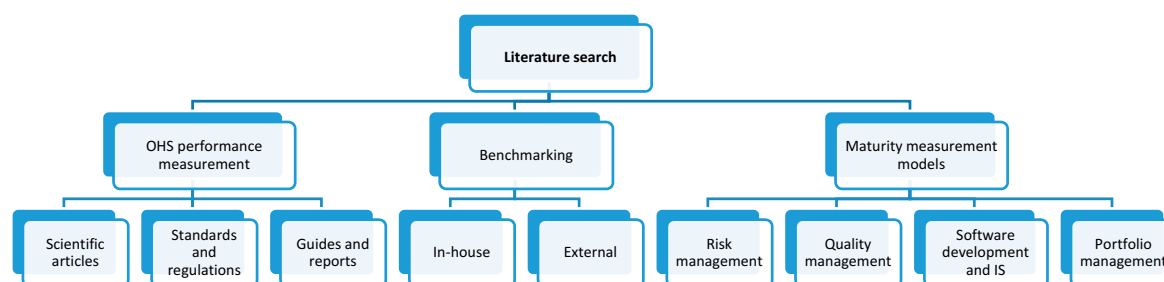 Literature search
OHS performance
measurement
Benchmarking
Maturity measurement
models
Scientific
articles
Standards
and
regulations
Guides and
reports
In-house
External
Risk
management
Quality
management
Software
development
and IS
Portfolio
management